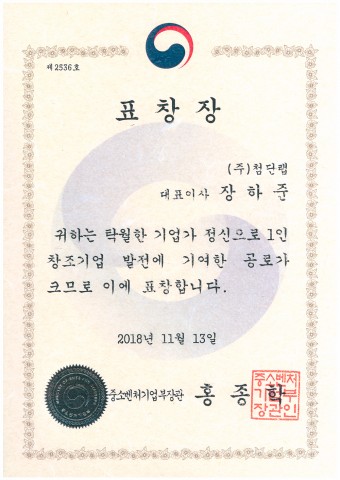 제2536호
표창장
(주)첨단랩
대표이사 장하준
귀하는 탁월한 기업가 정신으로 1인
창조기업 발전에 기여한 공로가
크므로 이에 표창합니다.
2018년 11월 13일
중소벤처기업부장관 홍종학
중소벤처
기업부
장관인